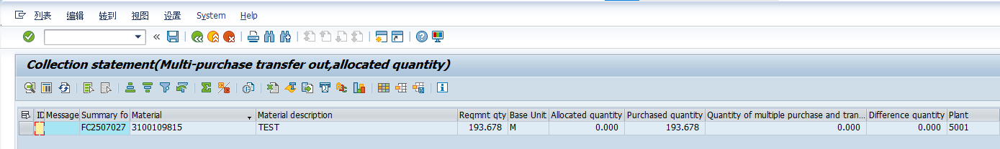 列表 编辑 转到 视图 设置 System Help
Collection statement(Multi-purchase transfer out,allocated quantity)
ID Message Summary fo Material Material description Reqmnt qty Base Unit Allocated quantity Purchased quantity Quantity of multiple purchase and tran... Difference quantity Plant
FC2507027 3100109815 TEST 193.678 M 0.000 193.678 0.000 0.000 5001